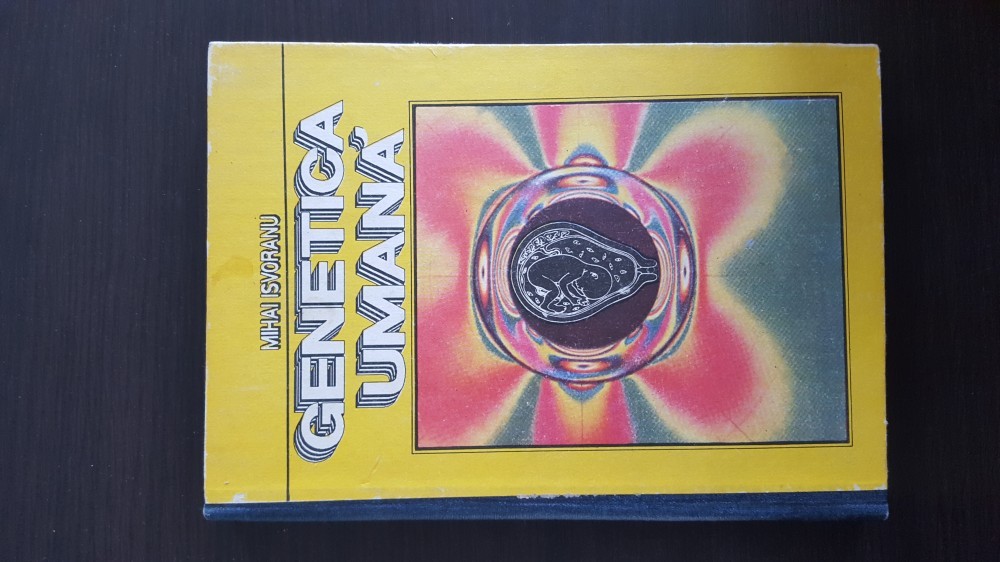 MIHAI ISVORANU
GENETICA
UMANĂ